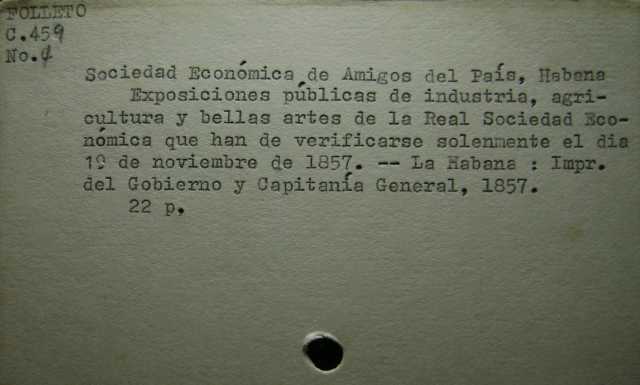 FOLLETO
C.459
No.4
Sociedad Económica de Amigos del País, Habana
Exposiciones públicas de industria, agri-
cultura y bellas artes de la Real Sociedad Eco-
nómica que han de verificarse solenmente el dia
19 de noviembre de 1857. -- La Habana : Impr.
del Gobierno y Capitanía General, 1857.
22 p.